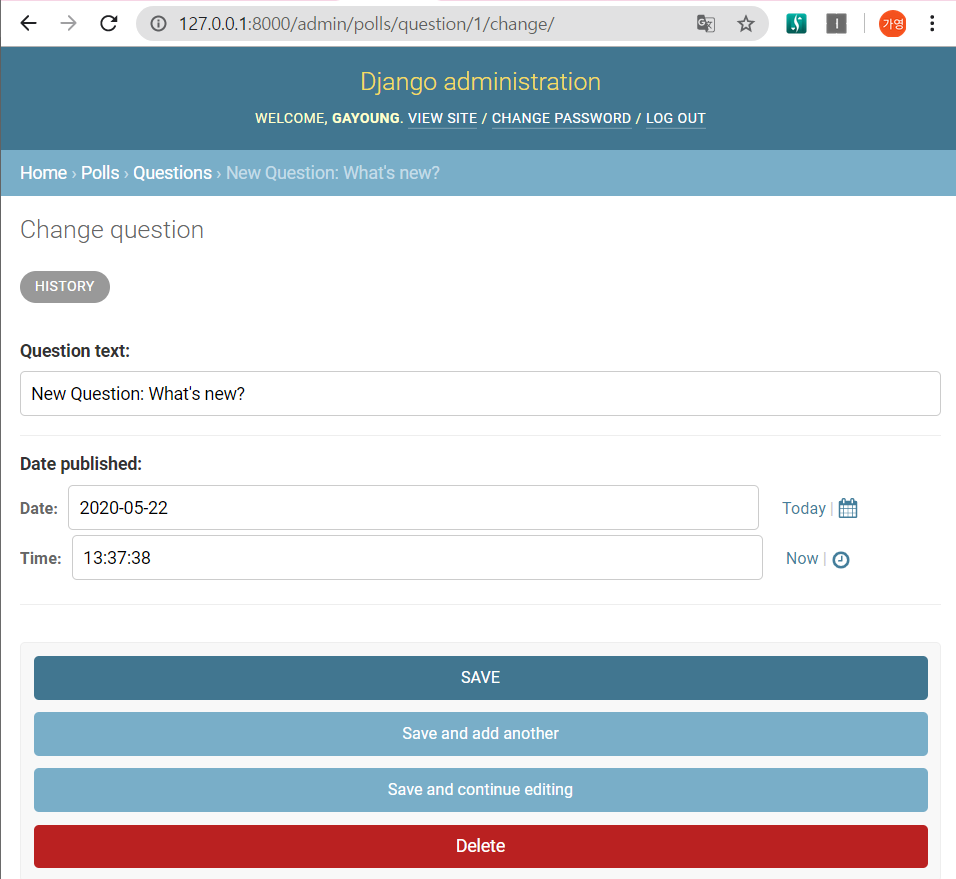 127.0.0.1:8000/admin/polls/question/1/change/
가영
Django administration
WELCOME, GAYOUNG. VIEW SITE / CHANGE PASSWORD / LOG OUT
Home › Polls › Questions › New Question: What's new?
Change question
HISTORY
Question text:
New Question: What's new?
Date published:
Date: 2020-05-22 Today |
Time: 13:37:38 Now |
SAVE
Save and add another
Save and continue editing
Delete